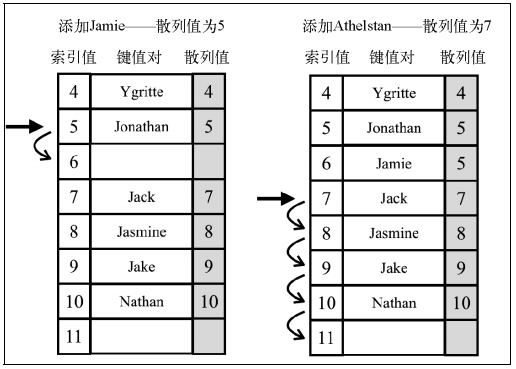 添加Jamie——散列值为5
索引值 键值对 散列值
4 Ygritte 4
5 Jonathan 5
6
7 Jack 7
8 Jasmine 8
9 Jake 9
10 Nathan 10
11
添加Athelstan——散列值为7
索引值 键值对 散列值
4 Ygritte 4
5 Jonathan 5
6 Jamie 5
7 Jack 7
8 Jasmine 8
9 Jake 9
10 Nathan 10
11